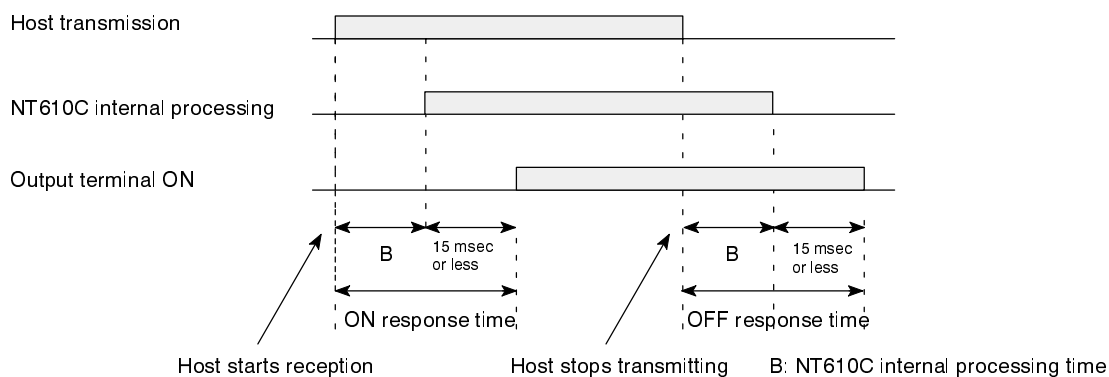 Host transmission
NT610C internal processing
Output terminal ON
B
15 msec
or less
B
15 msec
or less
ON response time
OFF response time
Host starts reception
Host stops transmitting
B: NT610C internal processing time